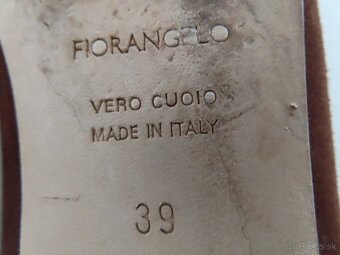 FIORANGELO
VERO CUOIO
MADE IN ITALY
39